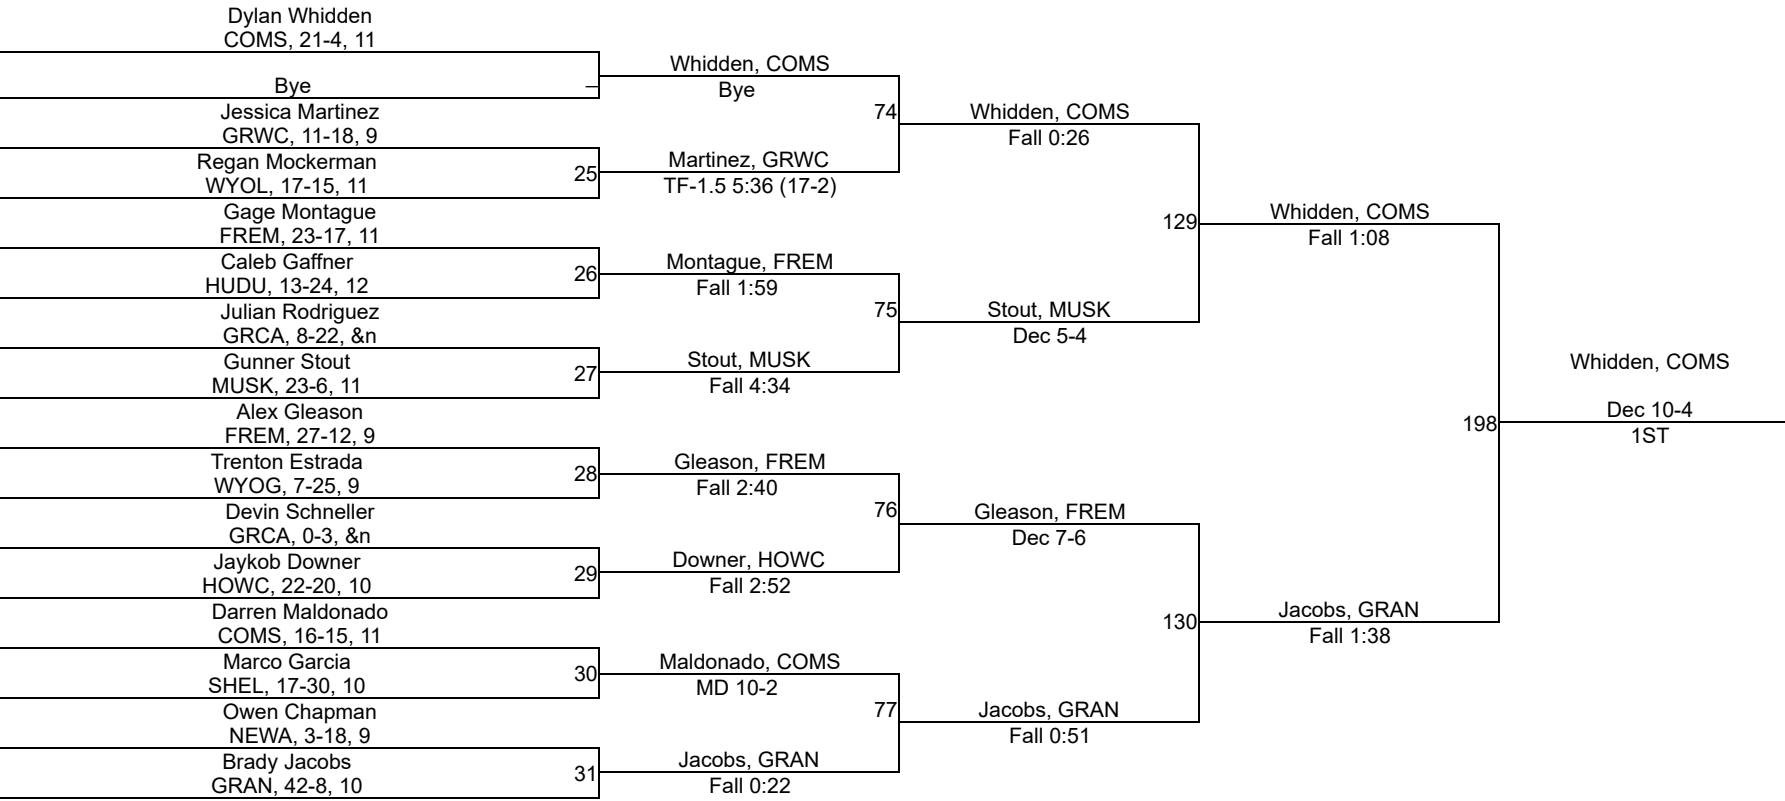 Dylan Whidden
COMS, 21-4, 11
Bye
–
Jessica Martinez
GRWC, 11-18, 9
Regan Mockerman
WYOL, 17-15, 11
25
Gage Montague
FREM, 23-17, 11
Caleb Gaffner
HUDU, 13-24, 12
26
Julian Rodriguez
GRCA, 8-22, &n
Gunner Stout
MUSK, 23-6, 11
27
Alex Gleason
FREM, 27-12, 9
Trenton Estrada
WYOG, 7-25, 9
28
Devin Schneller
GRCA, 0-3, &n
Jaykob Downer
HOWC, 22-20, 10
29
Darren Maldonado
COMS, 16-15, 11
Marco Garcia
SHEL, 17-30, 10
30
Owen Chapman
NEWA, 3-18, 9
Brady Jacobs
GRAN, 42-8, 10
31
Whidden, COMS
Bye
74
Martinez, GRWC
TF-1.5 5:36 (17-2)
Montague, FREM
Fall 1:59
75
Stout, MUSK
Fall 4:34
Gleason, FREM
Fall 2:40
76
Downer, HOWC
Fall 2:52
Maldonado, COMS
MD 10-2
77
Jacobs, GRAN
Fall 0:22
Whidden, COMS
Fall 0:26
129
Stout, MUSK
Dec 5-4
Gleason, FREM
Dec 7-6
130
Jacobs, GRAN
Fall 0:51
Whidden, COMS
Fall 1:08
198
Jacobs, GRAN
Fall 1:38
Whidden, COMS
Dec 10-4
1ST